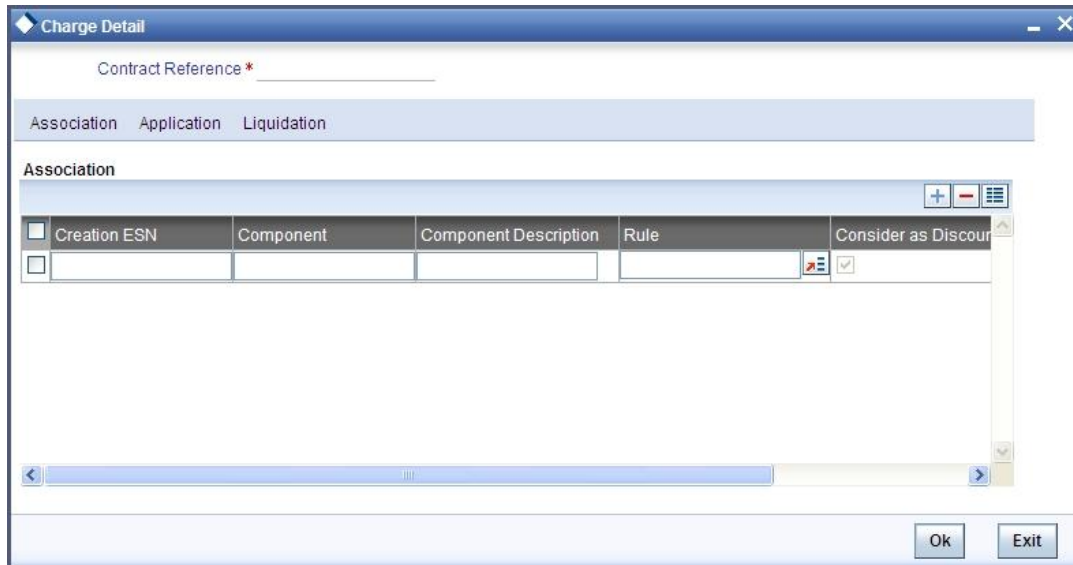 Charge Detail
Contract Reference *
Association Application Liquidation
Association
Creation ESN Component Component Description Rule Consider as Discour
Ok Exit